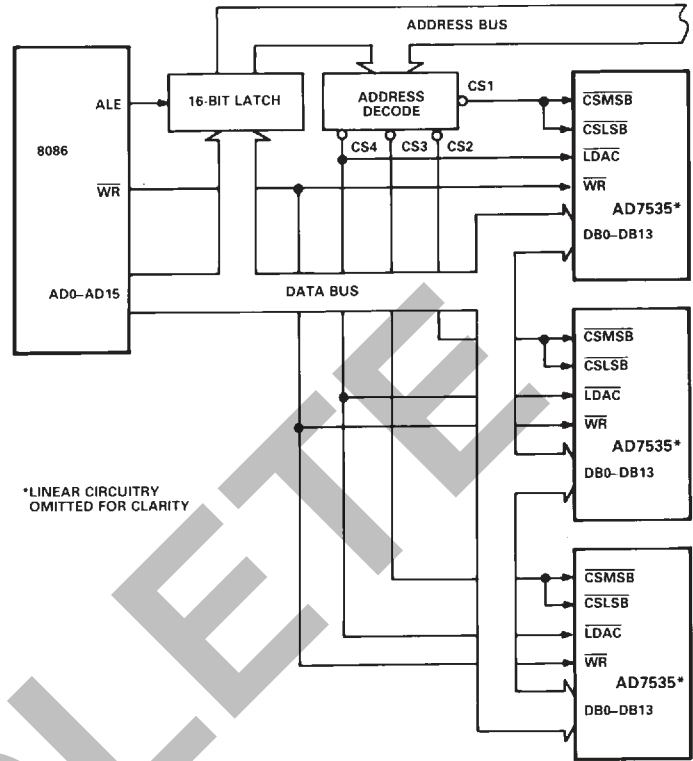 ADDRESS BUS
ALE
16-BIT LATCH
ADDRESS
DECODE
CS1
CS4
CS3
CS2
8086
WR
AD0–AD15
DATA BUS
CSMSB
CSLSB
LDAC
WR
AD7535*
DB0–DB13
CSMSB
CSLSB
LDAC
WR
AD7535*
DB0–DB13
*LINEAR CIRCUITRY
OMITTED FOR CLARITY
CSMSB
CSLSB
LDAC
WR
AD7535*
DB0–DB13
LETE